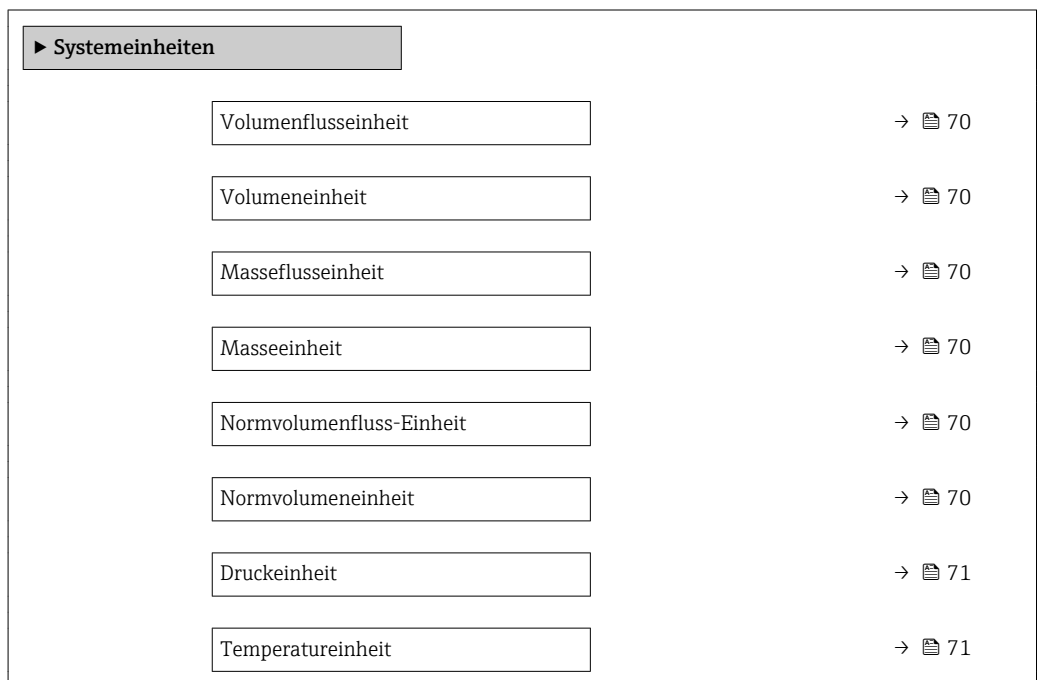 ▶ Systemeinheiten
Volumenflusseinheit → 70
Volumeneinheit → 70
Masseflusseinheit → 70
Masseeinheit → 70
Normvolumenfluss-Einheit → 70
Normvolumeneinheit → 70
Druckeinheit → 71
Temperatureinheit → 71